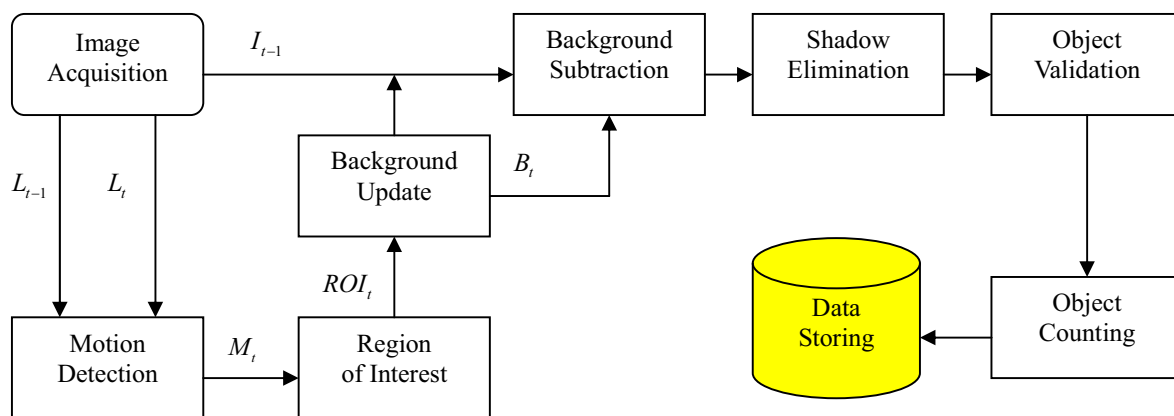 Image
Acquisition
I_{t-1}
Background
Subtraction
Shadow
Elimination
Object
Validation
L_{t-1}
L_t
Background
Update
B_t
ROI_t
Motion
Detection
M_t
Region
of Interest
Data
Storing
Object
Counting